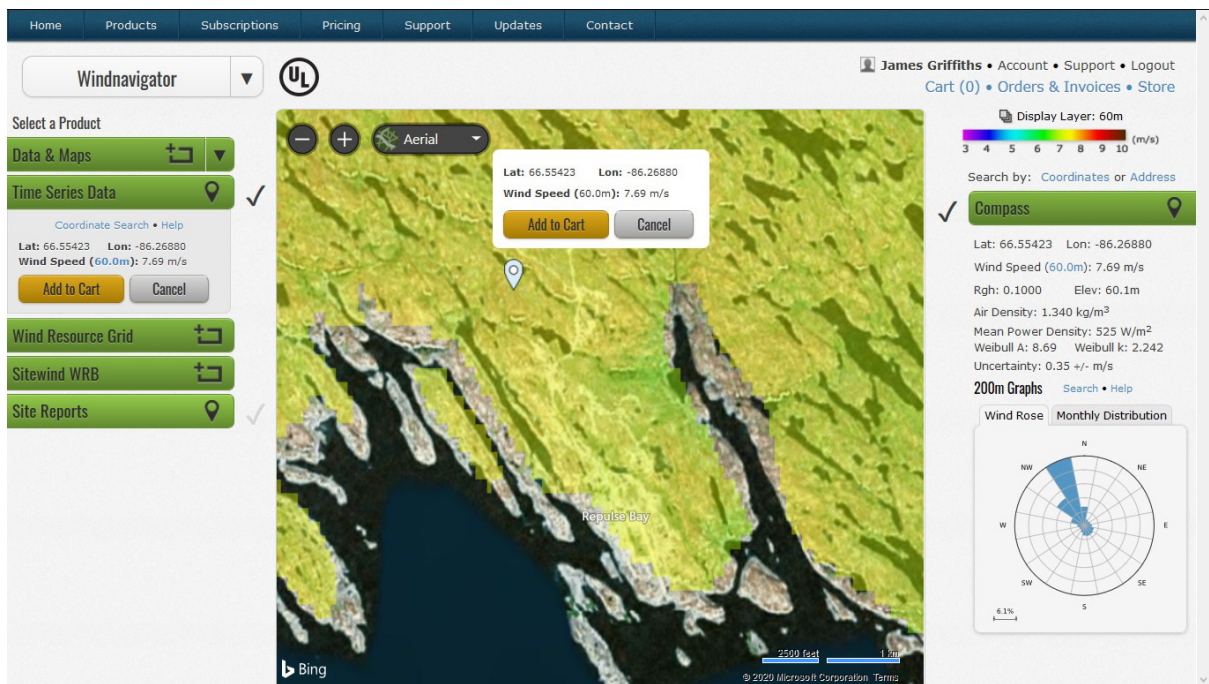 Home Products Subscriptions Pricing Support Updates Contact
Windnavigator
UL
James Griffiths • Account • Support • Logout
Cart (0) • Orders & Invoices • Store
Select a Product
Data & Maps
Time Series Data
Coordinate Search • Help
Lat: 66.55423 Lon: -86.26880
Wind Speed (60.0m): 7.69 m/s
Add to Cart Cancel
Wind Resource Grid
Sitewind WRB
Site Reports
Aerial
Lat: 66.55423 Lon: -86.26880
Wind Speed (60.0m): 7.69 m/s
Add to Cart Cancel
Repulse Bay
Bing
2500 feet 1 km
© 2020 Microsoft Corporation Terms
Display Layer: 60m
3 4 5 6 7 8 9 10 (m/s)
Search by: Coordinates or Address
Compass
Lat: 66.55423 Lon: -86.26880
Wind Speed (60.0m): 7.69 m/s
Rgh: 0.1000 Elev: 60.1m
Air Density: 1.340 kg/m³
Mean Power Density: 525 W/m²
Weibull A: 8.69 Weibull k: 2.242
Uncertainty: 0.35 +/- m/s
200m Graphs Search • Help
Wind Rose Monthly Distribution
N
NW NE
W E
SW SE
S
6.1%